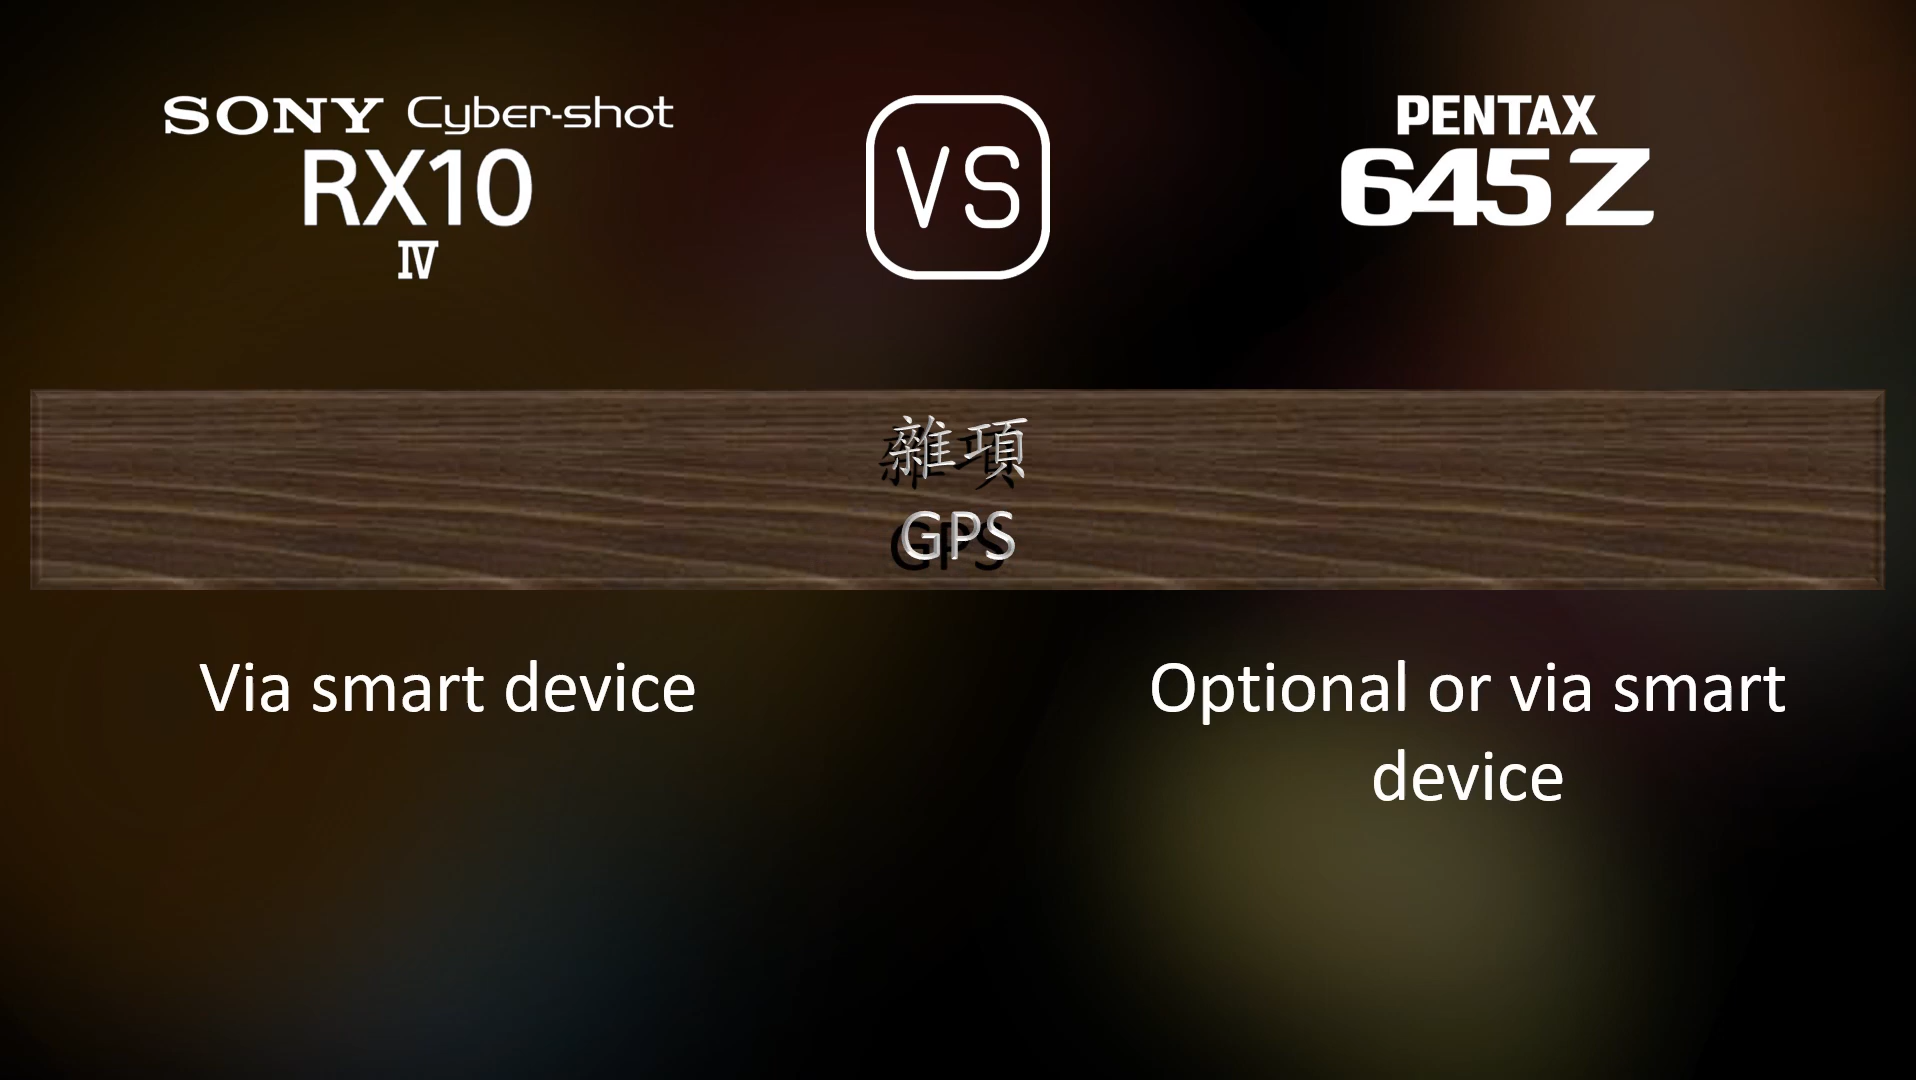 SONY Cyber-shot
RX10
IV
VS
PENTAX
645Z
雜項
GPS
Via smart device
Optional or via smart
device